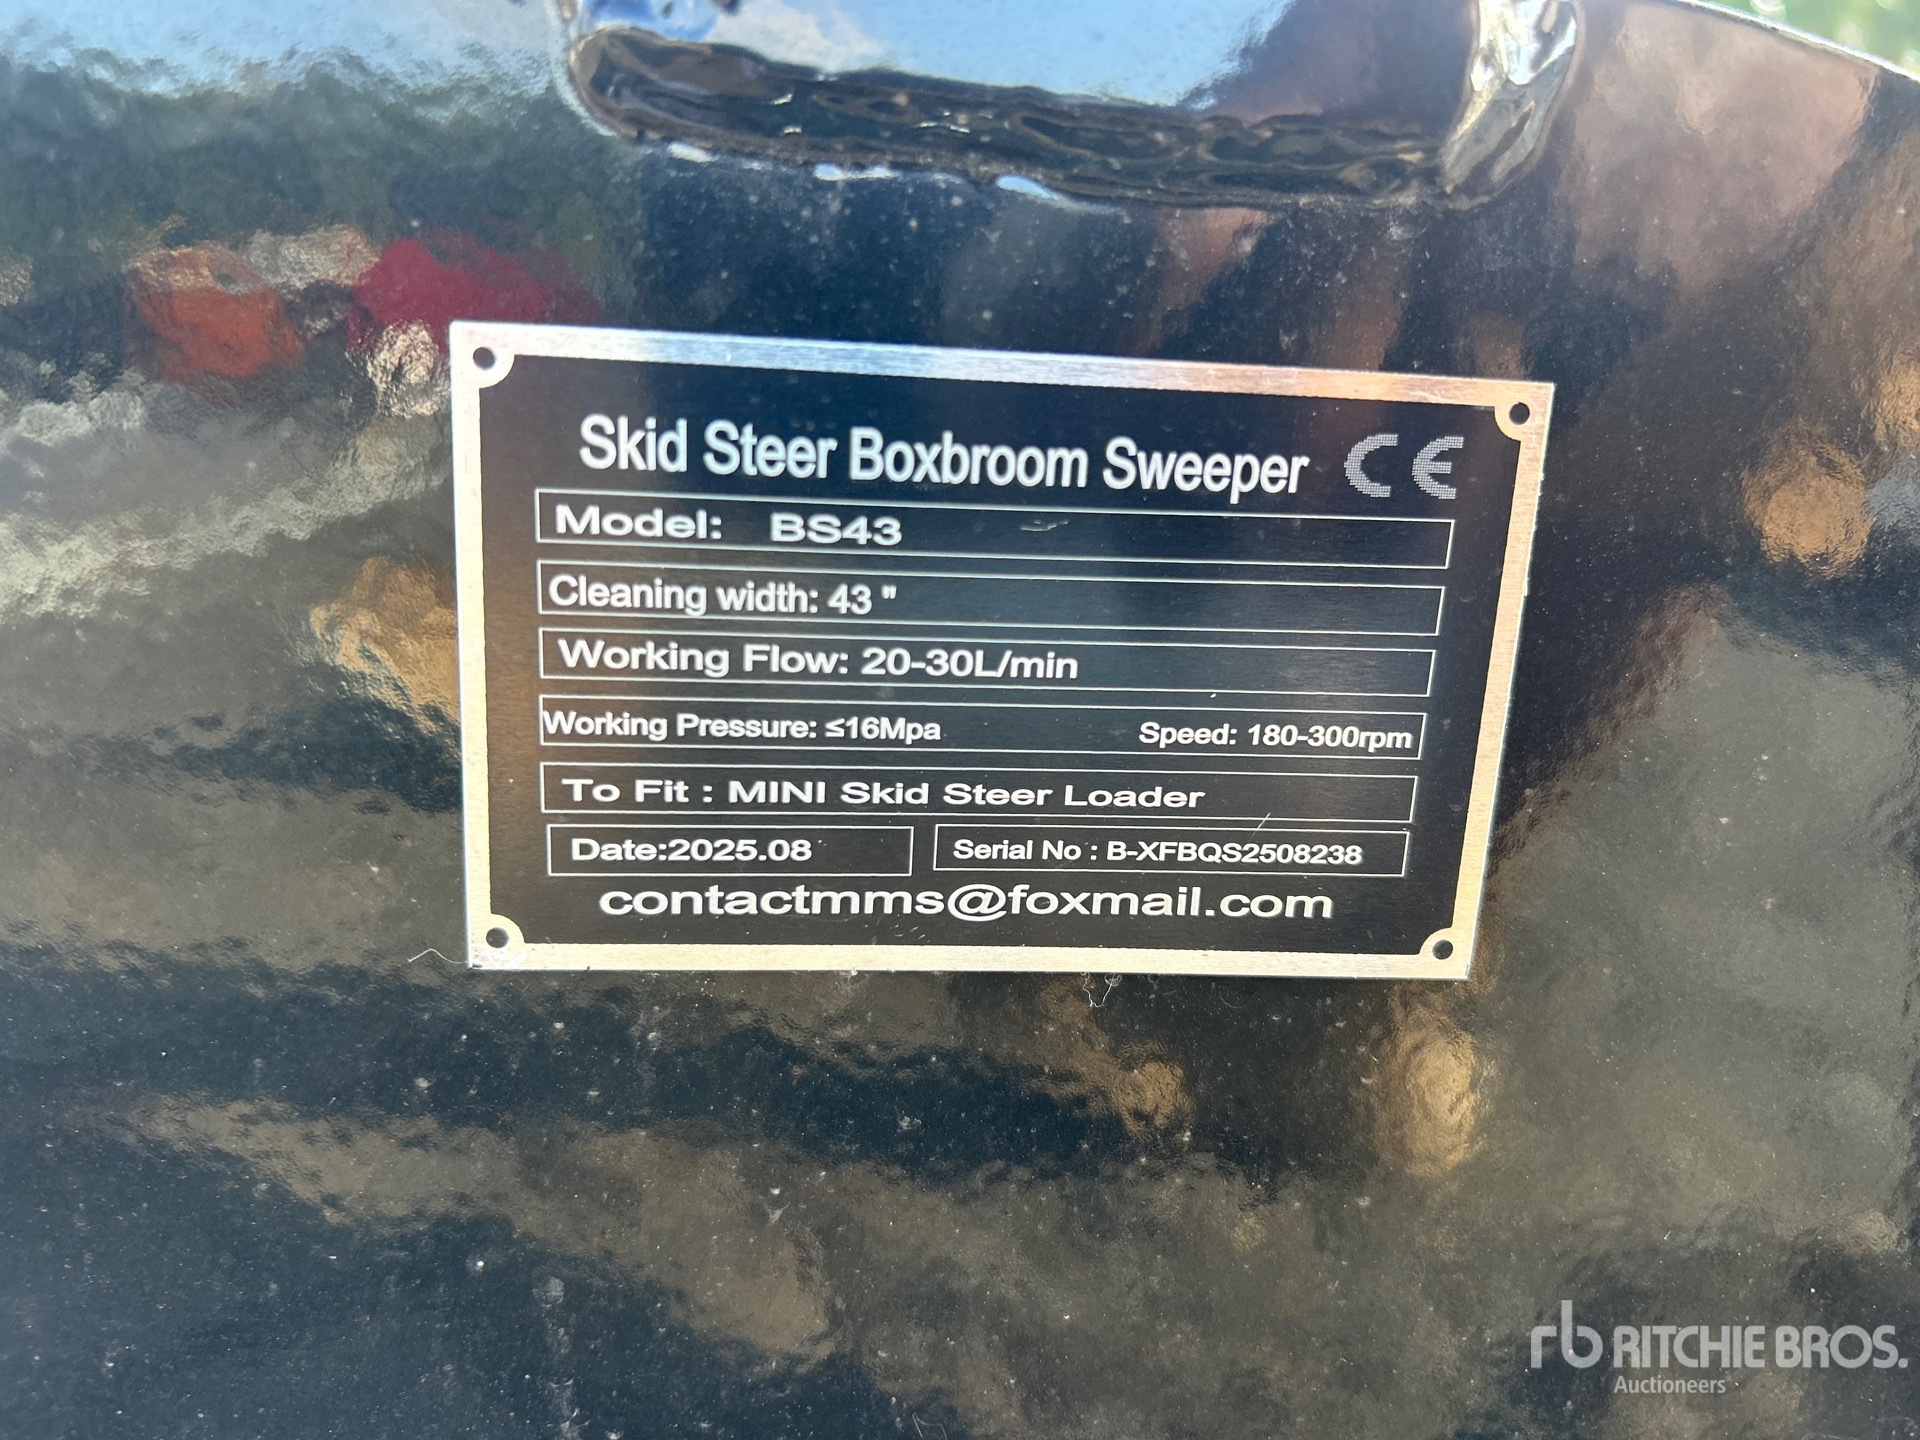 Skid Steer Boxbroom Sweeper CE
Model: BS43
Cleaning width: 43 "
Working Flow: 20-30L/min
Working Pressure: ≤16Mpa Speed: 180-300rpm
To Fit : MINI Skid Steer Loader
Date:2025.08 Serial No : B-XFBQS2508238
contactmms@foxmail.com
rb RITCHIE BROS.
Auctioneers